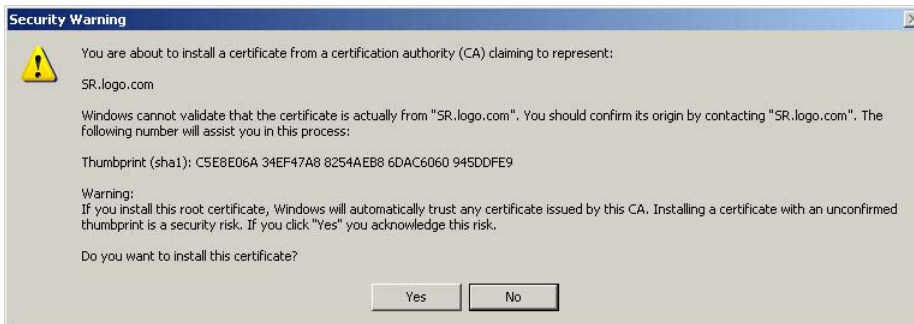 Security Warning
You are about to install a certificate from a certification authority (CA) claiming to represent:
SR.logo.com
Windows cannot validate that the certificate is actually from "SR.logo.com". You should confirm its origin by contacting "SR.logo.com". The
following number will assist you in this process:
Thumbprint (sha1): C5E8E06A 34EF47A8 8254AEB8 6DAC6060 945DDFE9
Warning:
If you install this root certificate, Windows will automatically trust any certificate issued by this CA. Installing a certificate with an unconfirmed
thumbprint is a security risk. If you click "Yes" you acknowledge this risk.
Do you want to install this certificate?
Yes
No